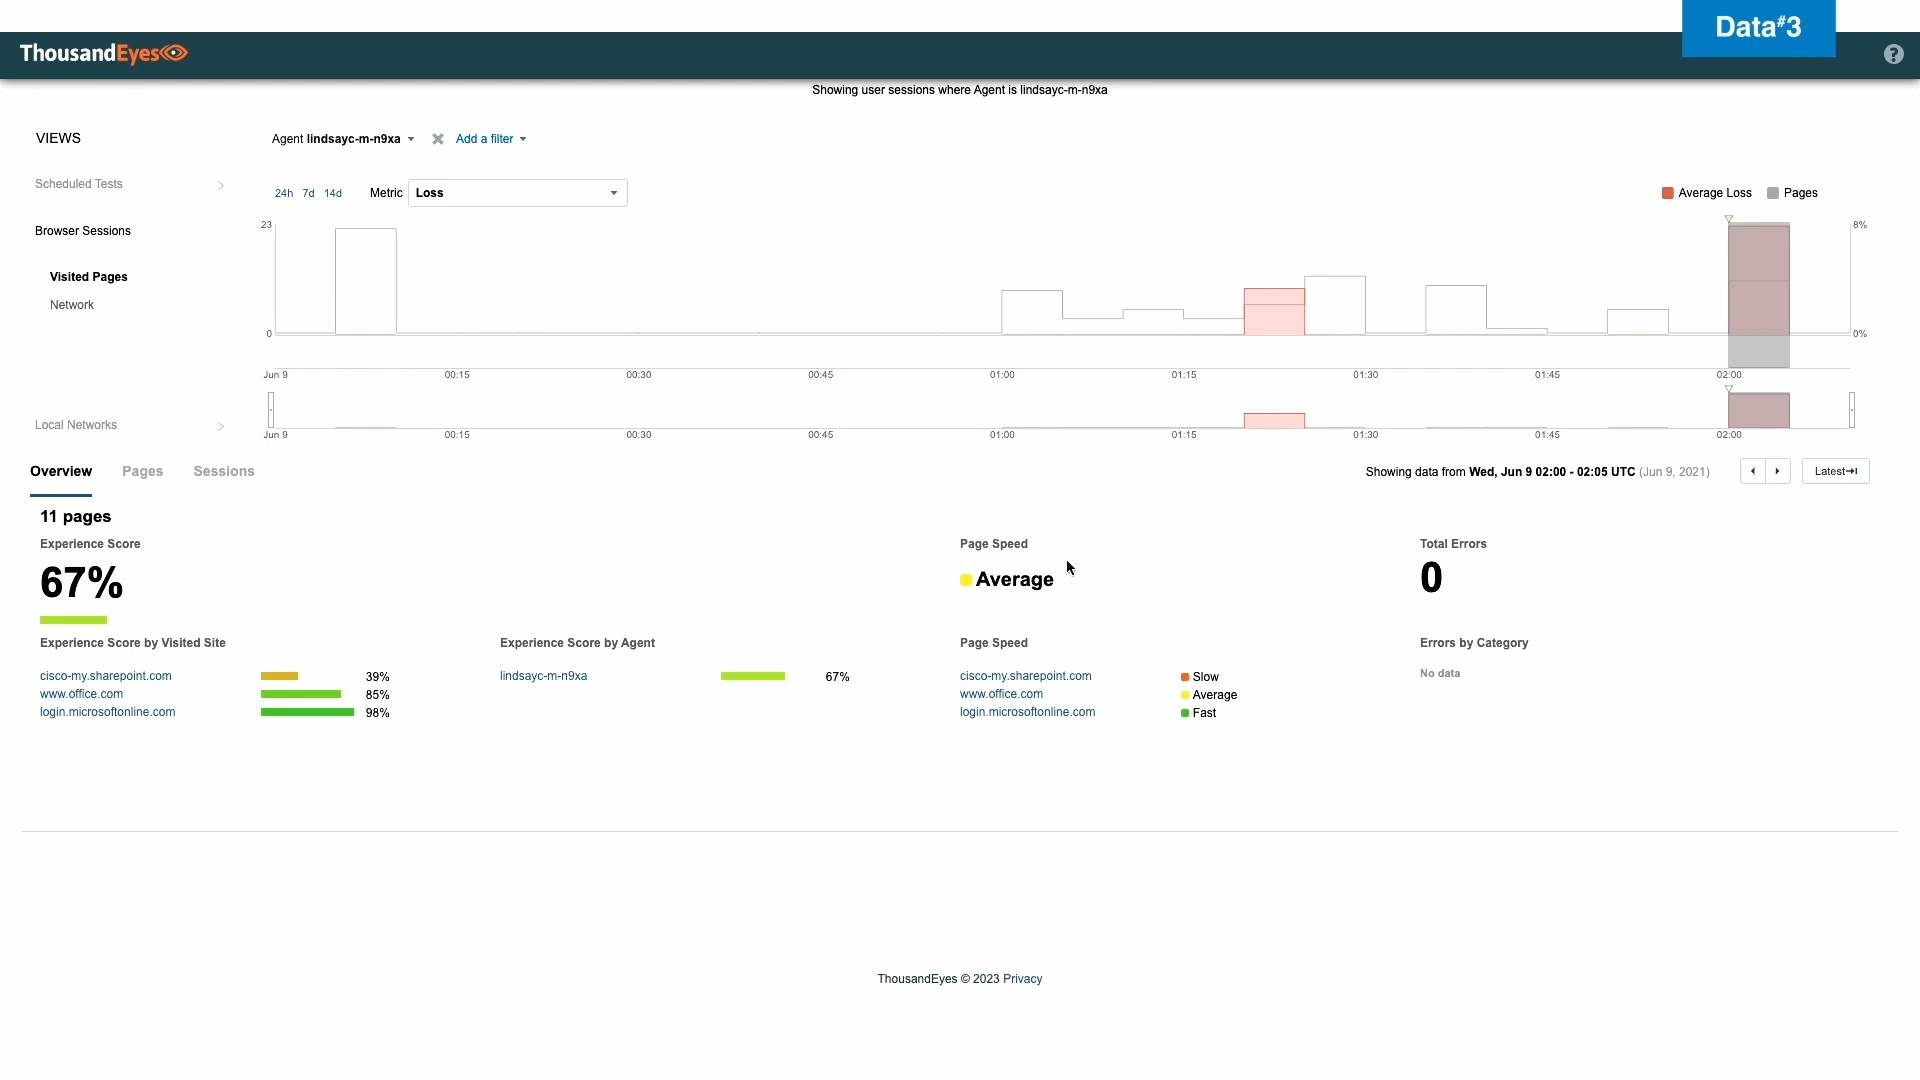 Data#3
ThousandEyes
?
Showing user sessions where Agent is lindsayc-m-n9xa
VIEWS
Agent lindsayc-m-n9xa Add a filter
Scheduled Tests
24h 7d 14d Metric Loss
Average Loss Pages
Browser Sessions
23 8%
Visited Pages
Network
0 0%
Jun 9 00:15 00:30 00:45 01:00 01:15 01:30 01:45 02:00
Local Networks
Jun 9 00:15 00:30 00:45 01:00 01:15 01:30 01:45 02:00
Overview Pages Sessions
Showing data from Wed, Jun 9 02:00 - 02:05 UTC (Jun 9, 2021) Latest
11 pages
Experience Score Page Speed Total Errors
67% Average 0
Experience Score by Visited Site Experience Score by Agent Page Speed Errors by Category
cisco-my.sharepoint.com 39% lindsayc-m-n9xa 67% cisco-my.sharepoint.com Slow No data
www.office.com 85% www.office.com Average
login.microsoftonline.com 98% login.microsoftonline.com Fast
ThousandEyes © 2023 Privacy